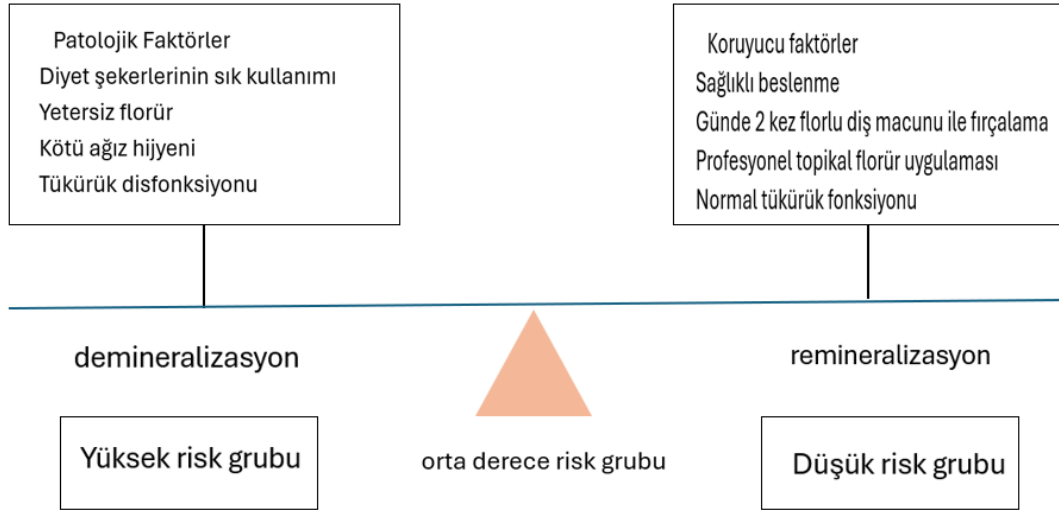 Patolojik Faktörler
Diyet şekerlerinin sık kullanımı
Yetersiz florür
Kötü ağız hijyeni
Tükürük disfonksiyonu
Koruyucu faktörler
Sağlıklı beslenme
Günde 2 kez florlu diş macunu ile fırçalama
Profesyonel topikal florür uygulaması
Normal tükürük fonksiyonu
demineralizasyon
remineralizasyon
Yüksek risk grubu
orta derece risk grubu
Düşük risk grubu